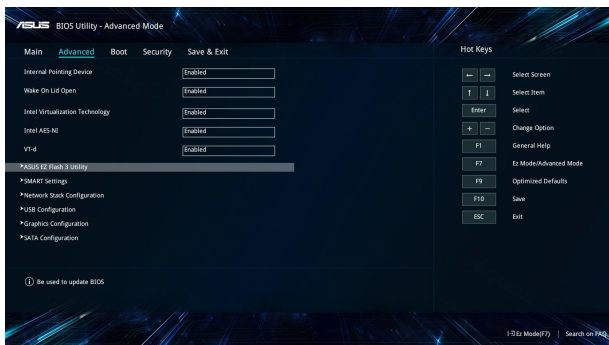 ASUS BIOS Utility - Advanced Mode
Main Advanced Boot Security Save & Exit
Internal Pointing Device Enabled
Wake On Lid Open Enabled
Intel Virtualization Technology Enabled
Intel AES-NI Enabled
VT-d Enabled
ASUS EZ Flash 3 Utility
SMART Settings
Network Stack Configuration
USB Configuration
Graphics Configuration
SATA Configuration
Be used to update BIOS
Hot Keys
← → Select Screen
↑ ↓ Select Item
Enter Select
+ − Change Option
F1 General Help
F7 Ez Mode/Advanced Mode
F9 Optimized Defaults
F10 Save
ESC Exit
Ez Mode(F7) | Search on FAQ